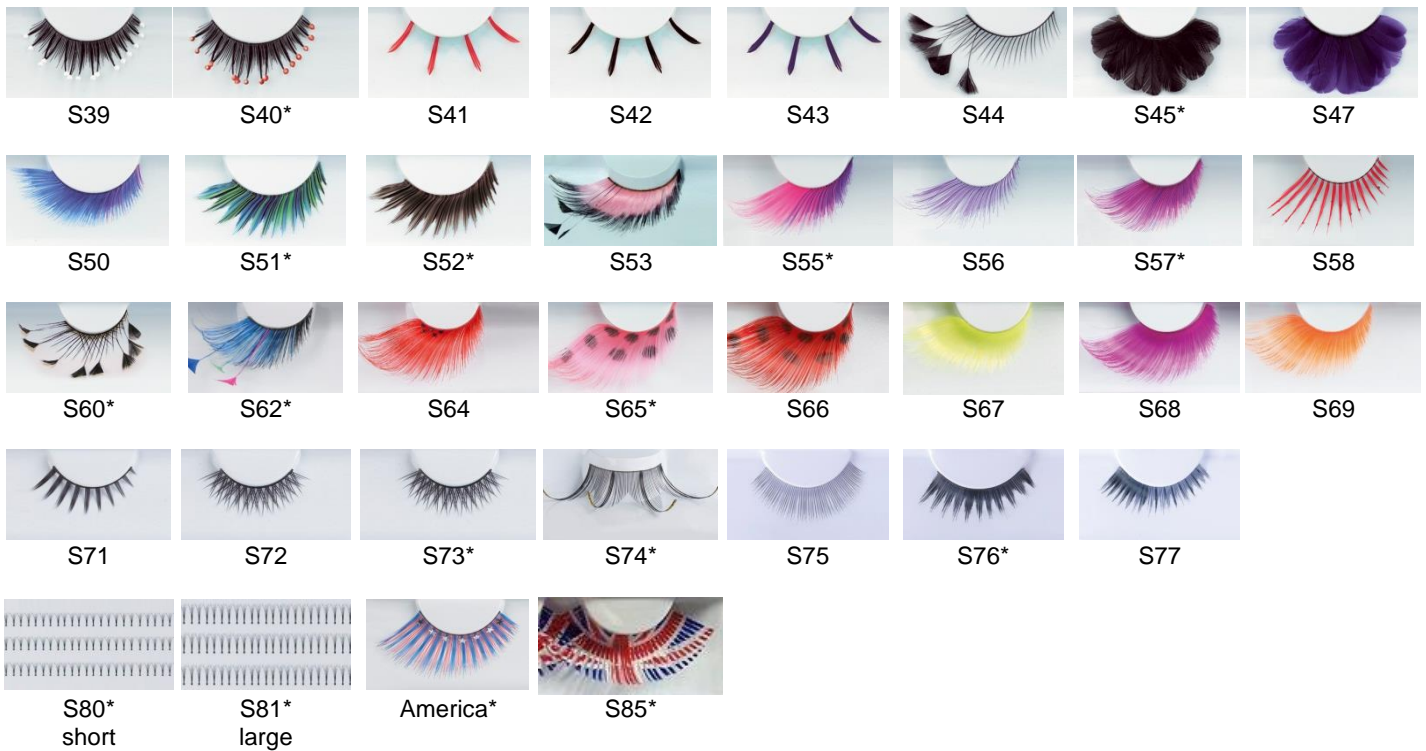 S39 S40* S41 S42 S43 S44 S45* S47
S50 S51* S52* S53 S55* S56 S57* S58
S60* S62* S64 S65* S66 S67 S68 S69
S71 S72 S73* S74* S75 S76* S77
S80* S81* America* S85*
short large